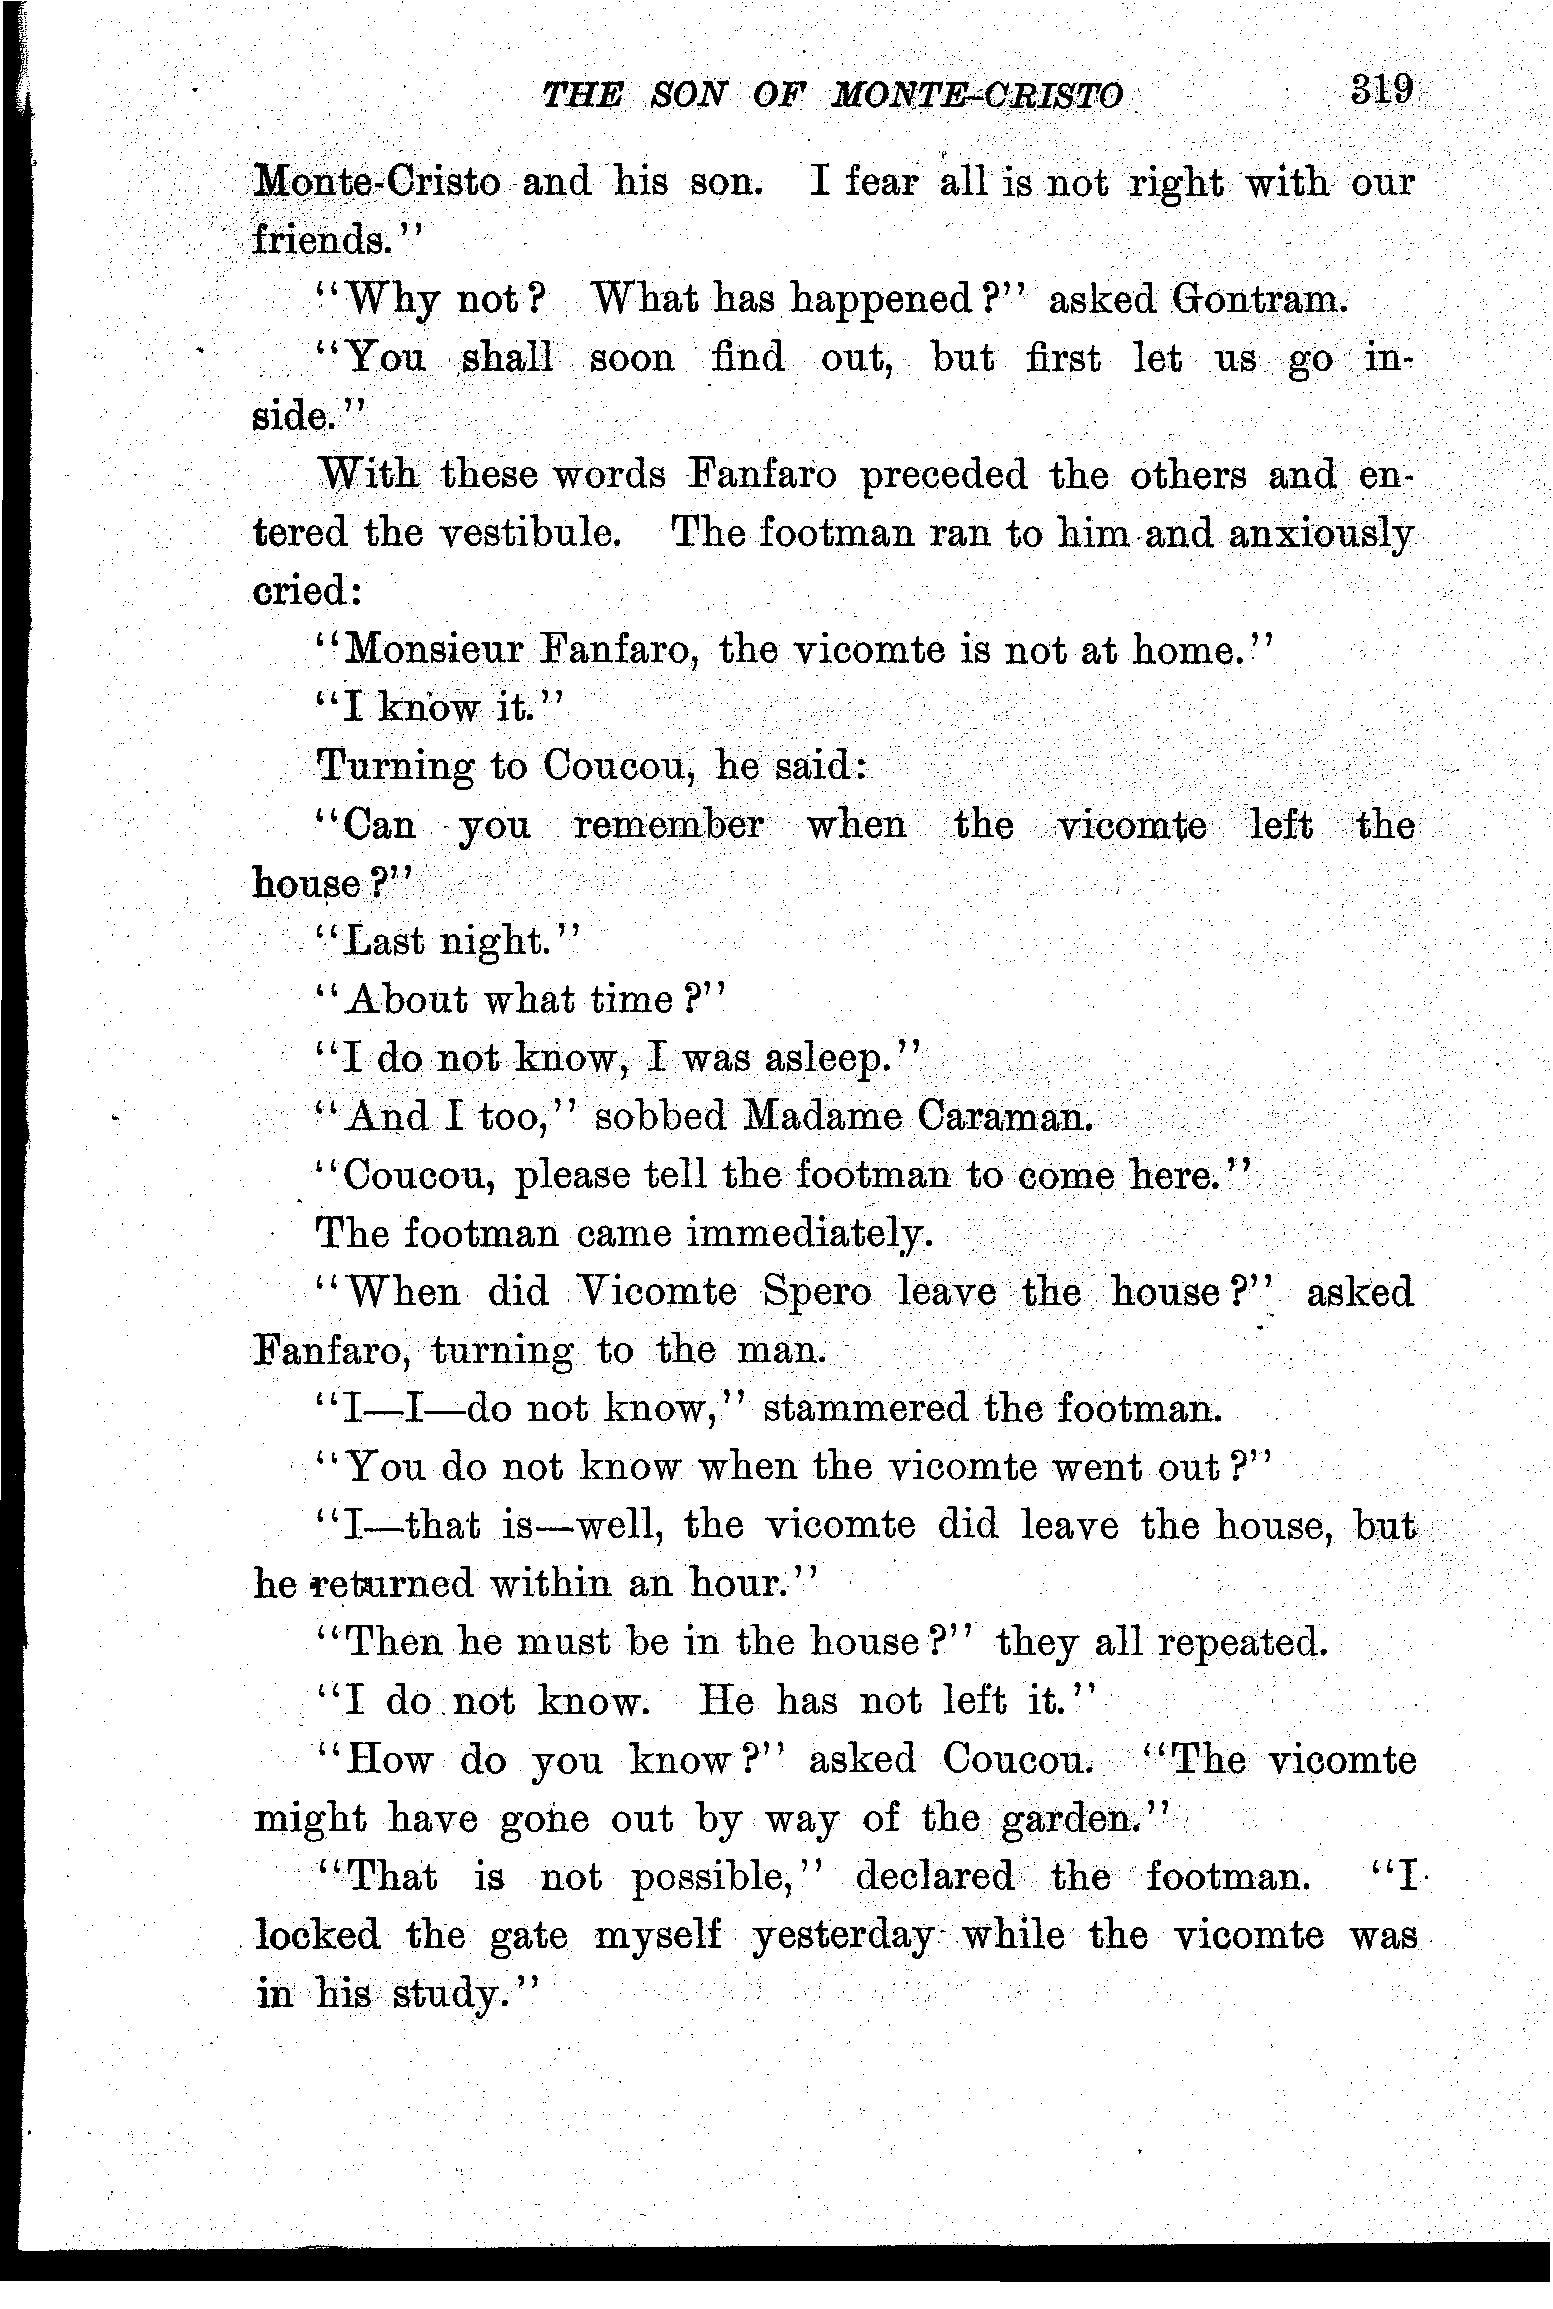 THE SON OF MONTE-CRISTO 319
Monte-Cristo and his son. I fear all is not right with our
friends."
"Why not? What has happened?" asked Gontram.
"You shall soon find out, but first let us go in-
side."
With these words Fanfaro preceded the others and en-
tered the vestibule. The footman ran to him and anxiously
cried:
"Monsieur Fanfaro, the vicomte is not at home."
"I know it."
Turning to Coucou, he said:
"Can you remember when the vicomte left the
house?"
"Last night."
"About what time?"
"I do not know, I was asleep."
"And I too," sobbed Madame Caraman.
"Coucou, please tell the footman to come here."
The footman came immediately.
"When did Vicomte Spero leave the house?" asked
Fanfaro, turning to the man.
"I—I—do not know," stammered the footman.
"You do not know when the vicomte went out?"
"I—that is—well, the vicomte did leave the house, but
he returned within an hour."
"Then he must be in the house?" they all repeated.
"I do not know. He has not left it."
"How do you know?" asked Coucou. "The vicomte
might have gone out by way of the garden."
"That is not possible," declared the footman. "I
locked the gate myself yesterday while the vicomte was
in his study."